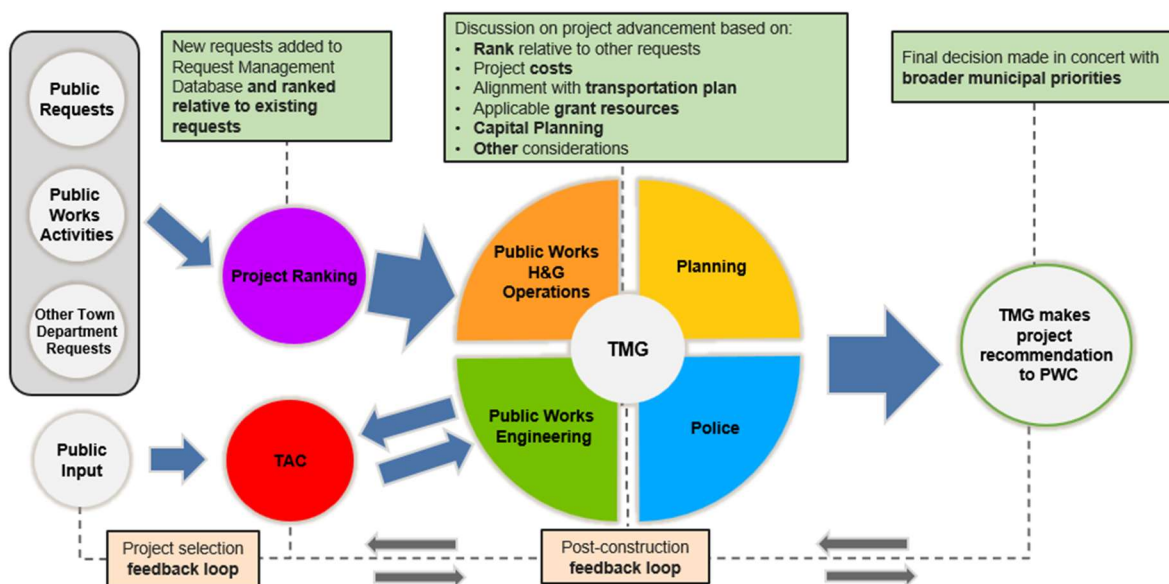 Public
Requests
Public
Works
Activities
Other Town
Department
Requests
Public
Input
New requests added to
Request Management
Database and ranked
relative to existing
requests
Project Ranking
TAC
Discussion on project advancement based on:
• Rank relative to other requests
• Project costs
• Alignment with transportation plan
• Applicable grant resources
• Capital Planning
• Other considerations
Public Works
H&G
Operations
Planning
TMG
Public Works
Engineering
Police
Final decision made in concert with
broader municipal priorities
TMG makes
project
recommendation
to PWC
Project selection
feedback loop
Post-construction
feedback loop